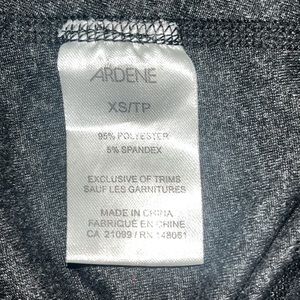 ARDENE
XS/TP
95% POLYESTER
5% SPANDEX
EXCLUSIVE OF TRIMS
SAUF LES GARNITURES
MADE IN CHINA
FABRIQUÉ EN CHINE
CA 21099 / RN 148061